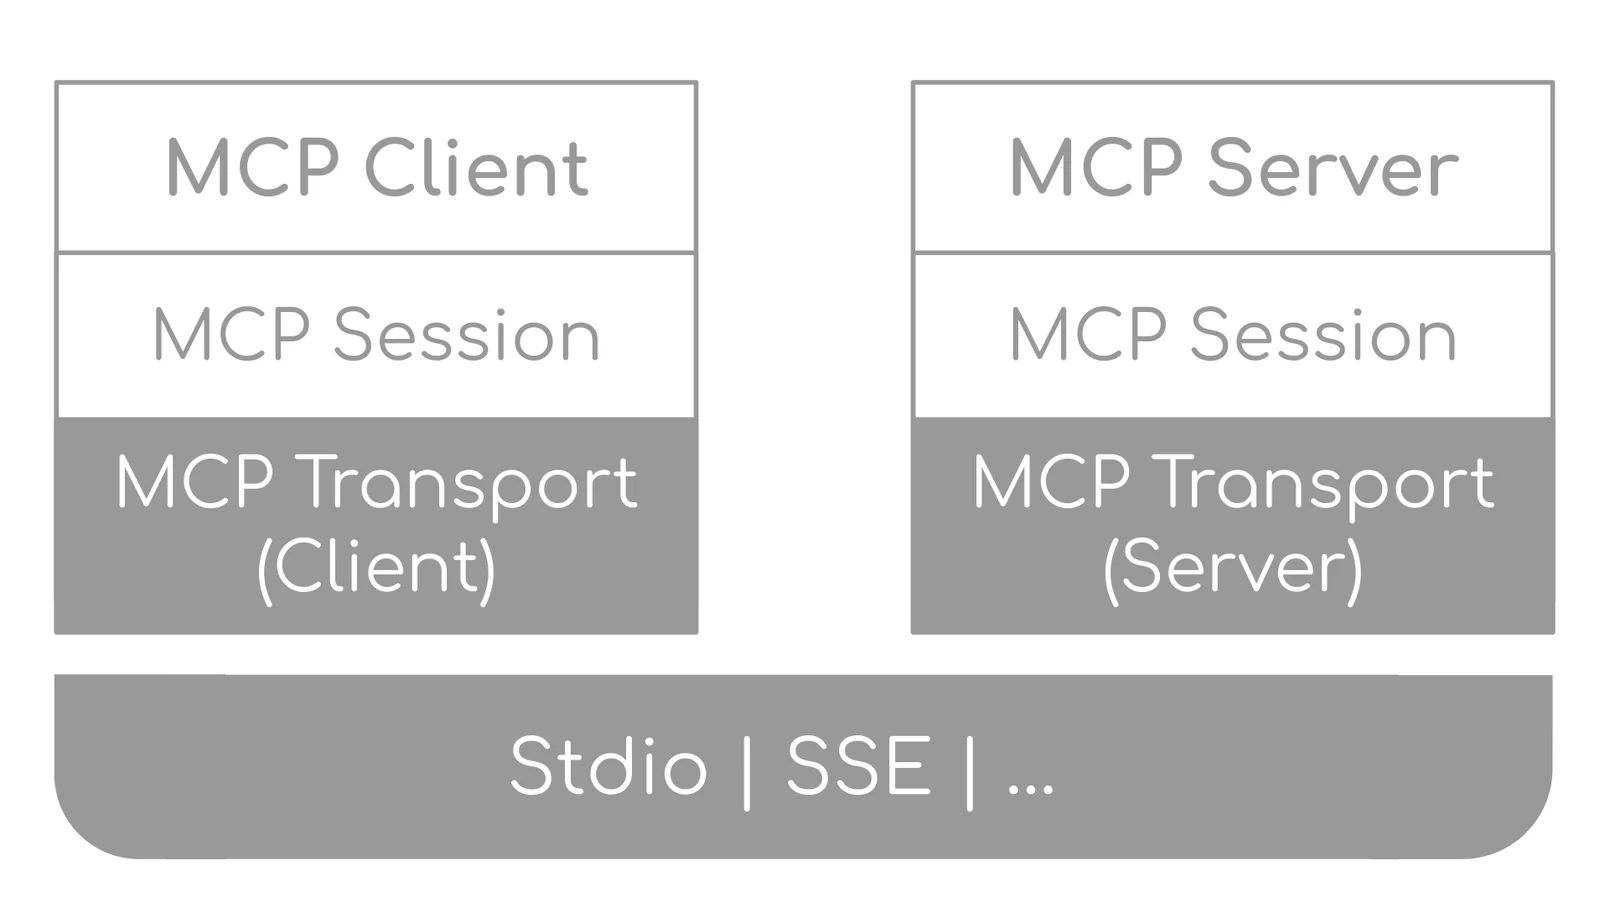 MCP Client
MCP Session
MCP Transport
(Client)
MCP Server
MCP Session
MCP Transport
(Server)
Stdio | SSE | ...